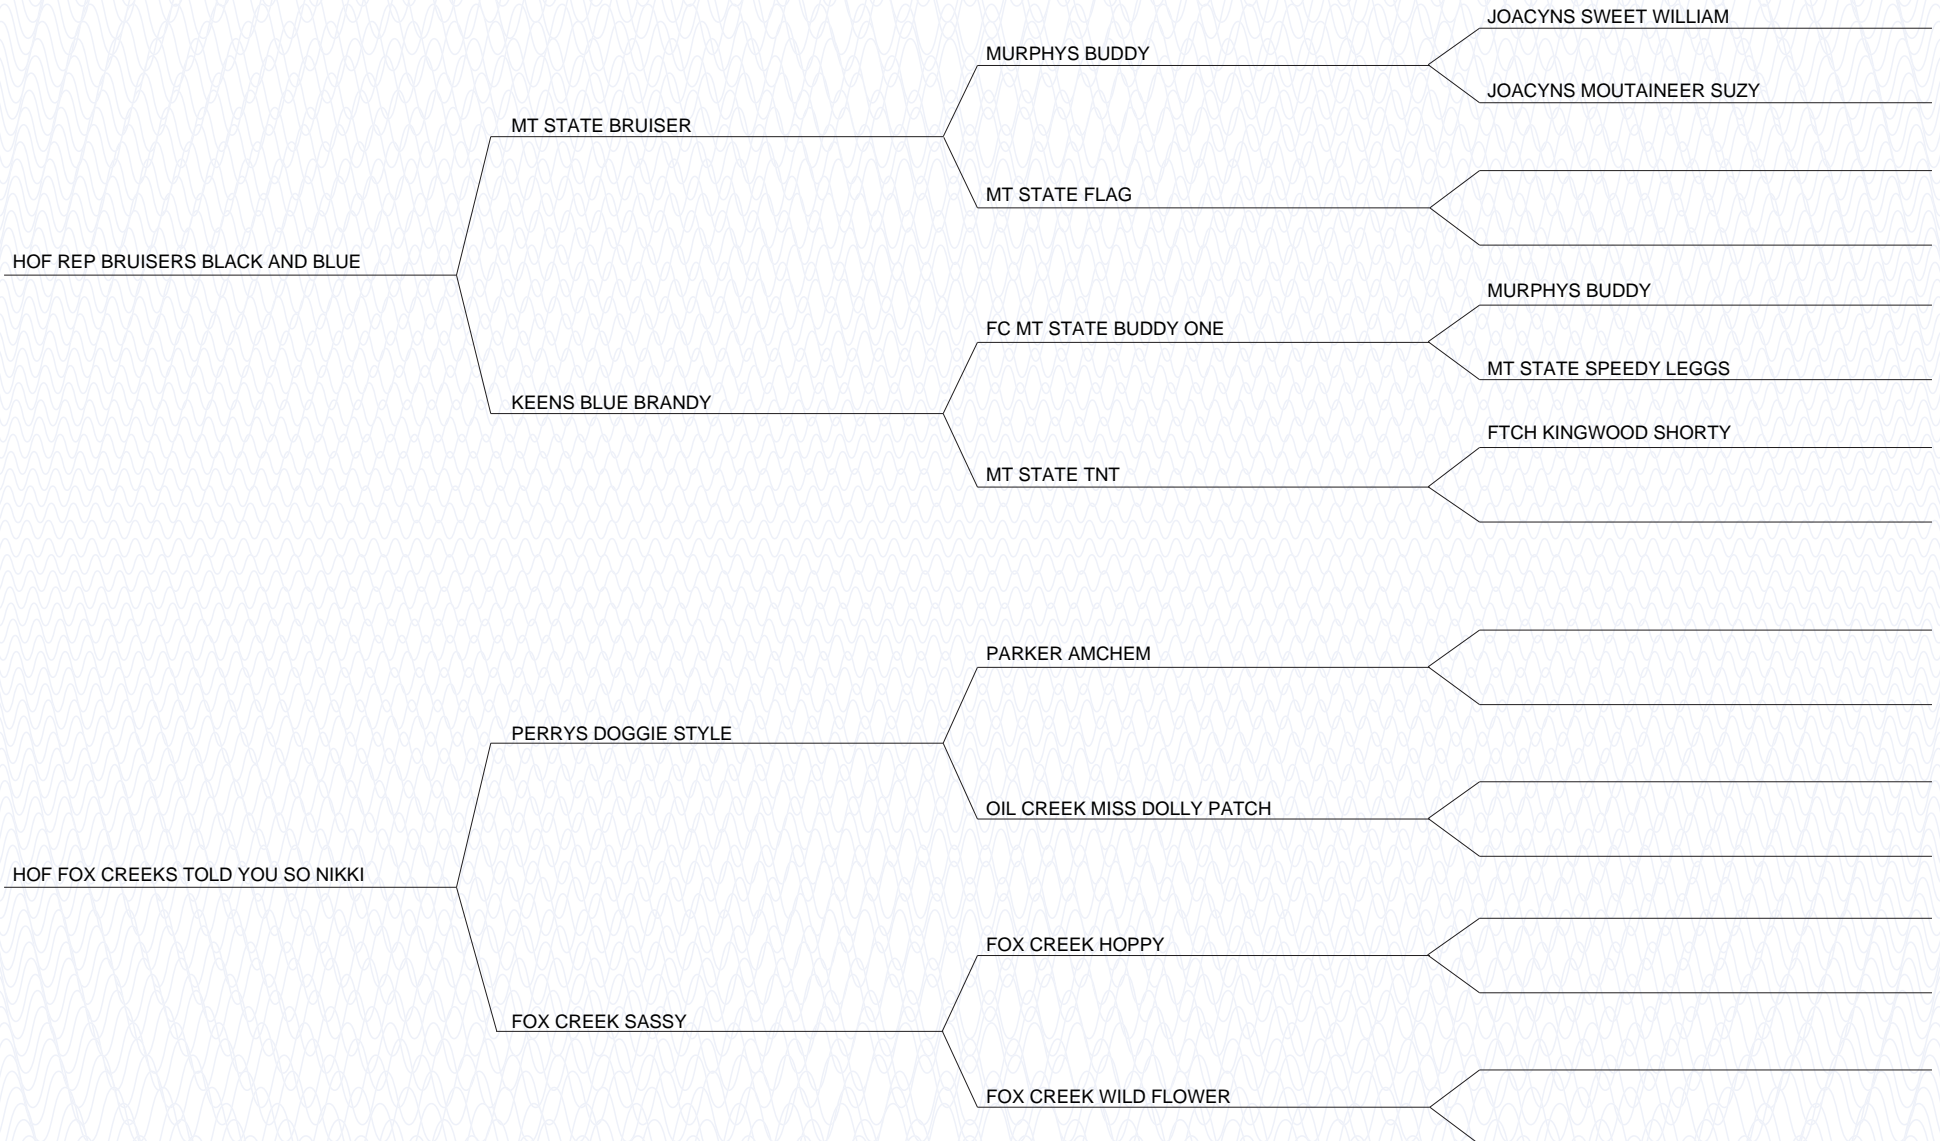 JOACYNS SWEET WILLIAM
MURPHYS BUDDY
JOACYNS MOUTAINEER SUZY
MT STATE BRUISER
MT STATE FLAG
HOF REP BRUISERS BLACK AND BLUE
MURPHYS BUDDY
FC MT STATE BUDDY ONE
MT STATE SPEEDY LEGGS
KEENS BLUE BRANDY
FTCH KINGWOOD SHORTY
MT STATE TNT
PARKER AMCHEM
PERRYS DOGGIE STYLE
OIL CREEK MISS DOLLY PATCH
HOF FOX CREEKS TOLD YOU SO NIKKI
FOX CREEK HOPPY
FOX CREEK SASSY
FOX CREEK WILD FLOWER